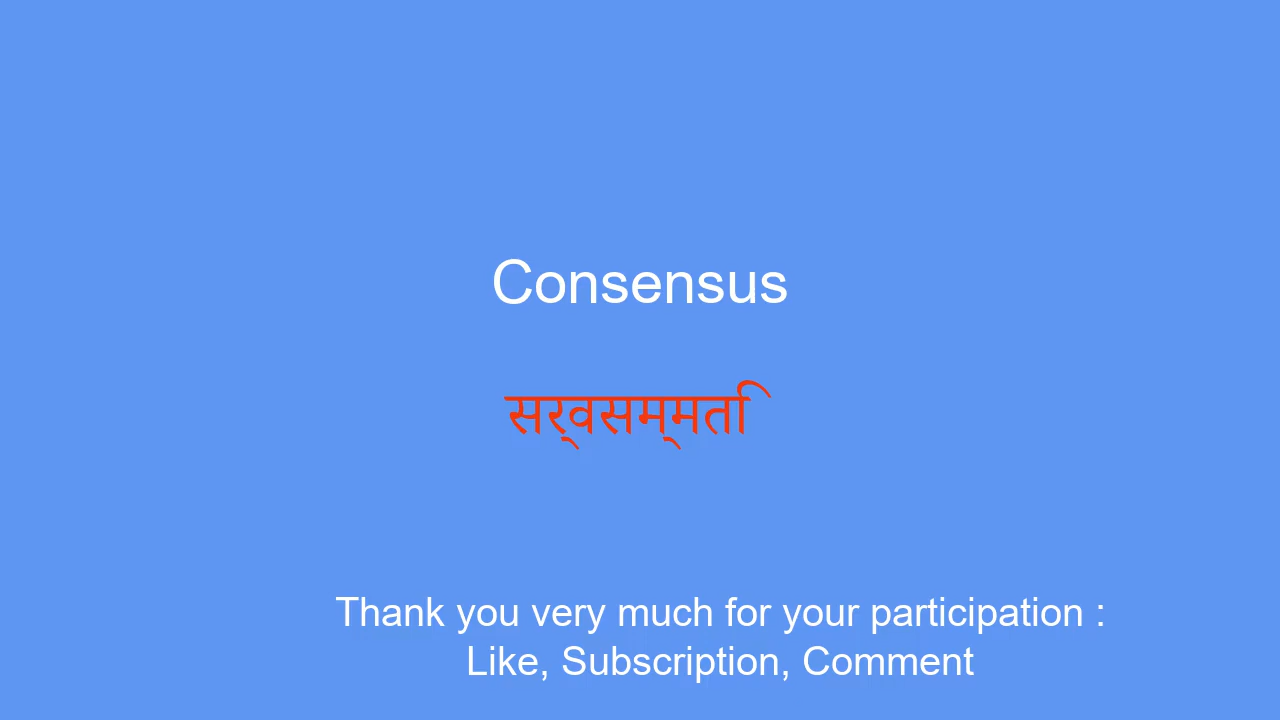 Consensus
सर्वसम्मति
Thank you very much for your participation :
Like, Subscription, Comment